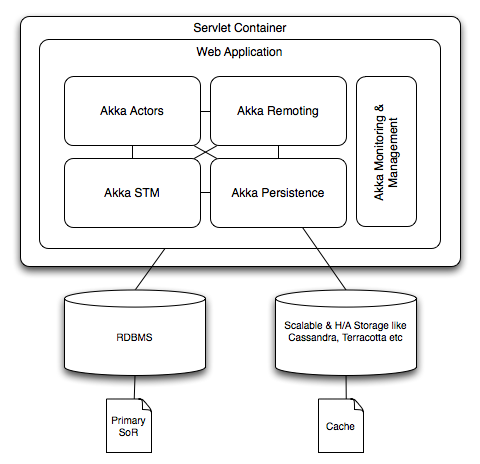 Servlet Container
Web Application
Akka Actors
Akka Remoting
Akka STM
Akka Persistence
Akka Monitoring &
Management
RDBMS
Scalable & H/A Storage like
Cassandra, Terracotta etc
Primary
SoR
Cache